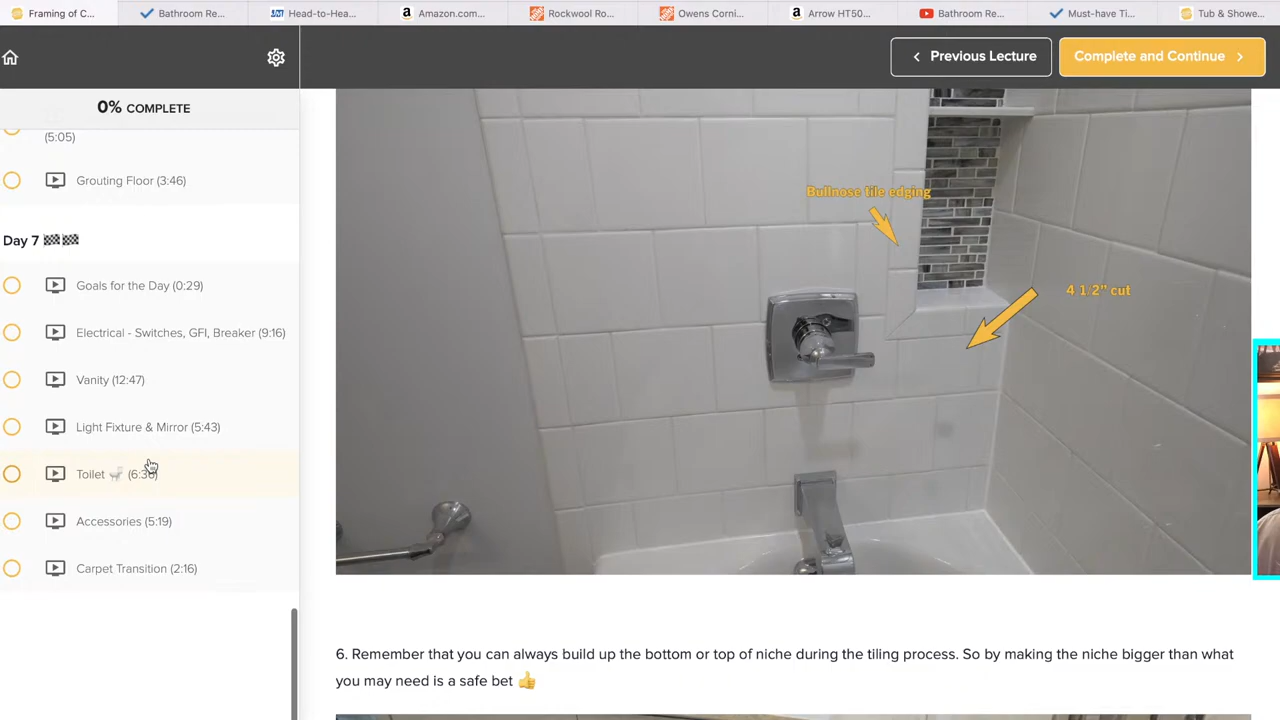 Framing of C...
Bathroom Re...
Head-to-Hea...
Amazon.com...
Rockwool Ro...
Owens Corni...
Arrow HT50...
Bathroom Re...
Must-have Ti...
Tub & Showe...
Previous Lecture
Complete and Continue
0% COMPLETE
(5:05)
Grouting Floor (3:46)
Day 7 🏁🏁
Goals for the Day (0:29)
Electrical - Switches, GFI, Breaker (9:16)
Vanity (12:47)
Light Fixture & Mirror (5:43)
Toilet 🚽 (6:36)
Accessories (5:19)
Carpet Transition (2:16)
Bullnose tile edging
4 1/2" cut
6. Remember that you can always build up the bottom or top of niche during the tiling process. So by making the niche bigger than what
you may need is a safe bet 👍